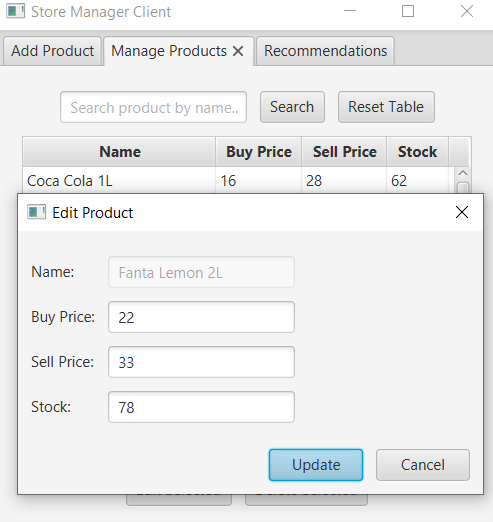 Store Manager Client
Add Product Manage Products Recommendations
Search product by name.. Search Reset Table
Name Buy Price Sell Price Stock
Coca Cola 1L 16 28 62
Edit Product
Name: Fanta Lemon 2L
Buy Price: 22
Sell Price: 33
Stock: 78
Update Cancel